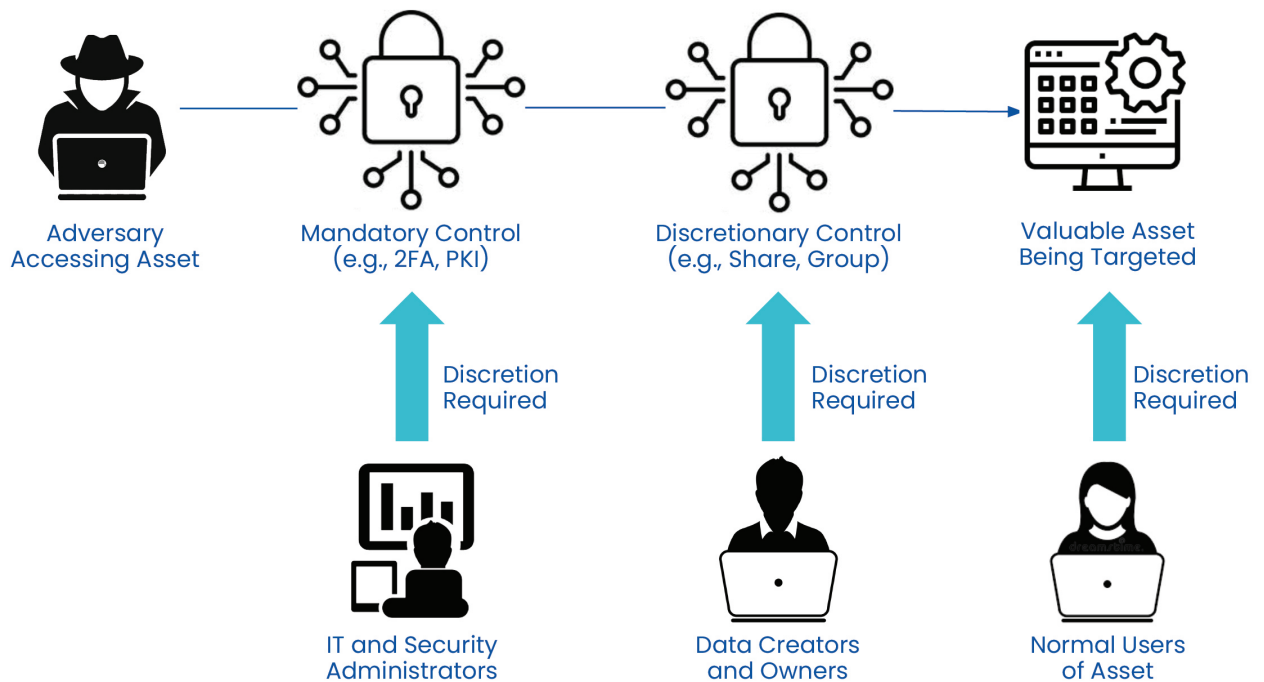 Adversary
Accessing Asset
Mandatory Control
(e.g., 2FA, PKI)
Discretionary Control
(e.g., Share, Group)
Valuable Asset
Being Targeted
Discretion
Required
Discretion
Required
Discretion
Required
dreamstime.
IT and Security
Administrators
Data Creators
and Owners
Normal Users
of Asset